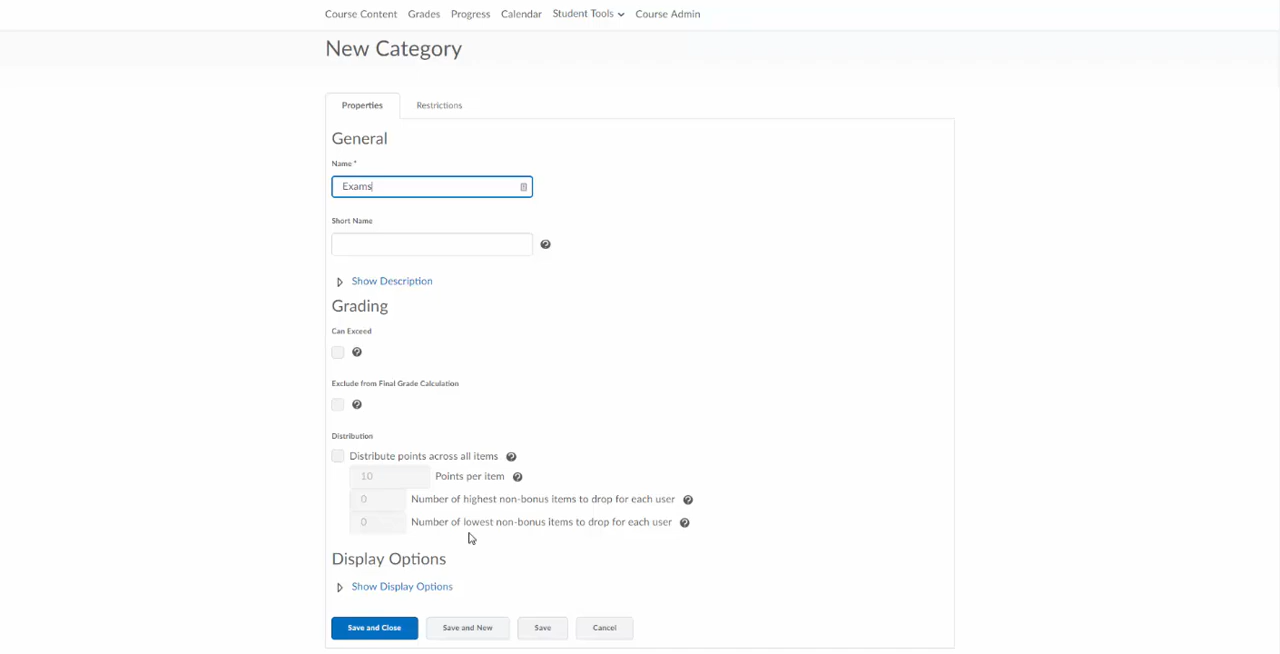 Course Content Grades Progress Calendar Student Tools Course Admin
New Category
Properties Restrictions
General
Name *
Exams
Short Name
Show Description
Grading
Can Exceed
Exclude from Final Grade Calculation
Distribution
Distribute points across all items
10 Points per item
0 Number of highest non-bonus items to drop for each user
0 Number of lowest non-bonus items to drop for each user
Display Options
Show Display Options
Save and Close Save and New Save Cancel